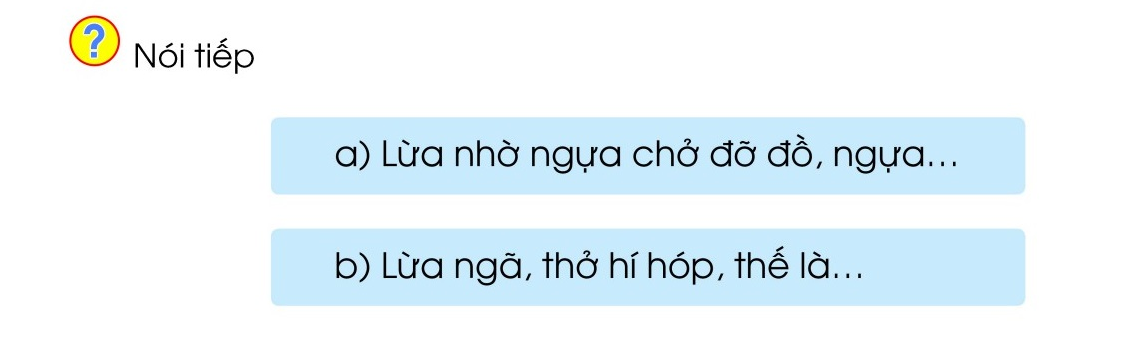 ?
Nói tiếp
a) Lừa nhờ ngựa chở đỡ đồ, ngựa...
b) Lừa ngã, thở hí hóp, thế là...